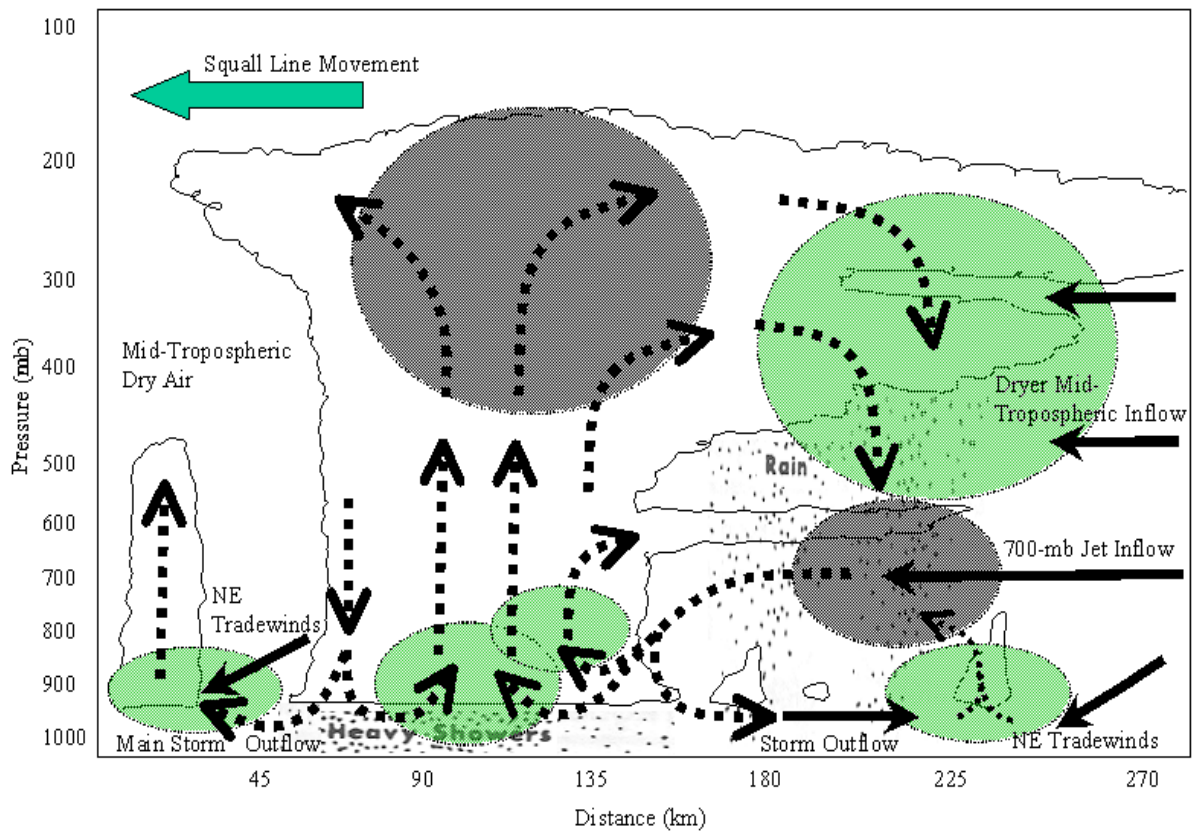 100
Squall Line Movement
200
300
Mid-Tropospheric
Dry Air
400
Pressure (mb)
Dryer Mid-
Tropospheric Inflow
500
Rain
600
700-mb Jet Inflow
700
NE
Tradewinds
800
900
1000
Heavy Showers
Main Storm Outflow
Storm Outflow
NE Tradewinds
45
90
135
180
225
270
Distance (km)